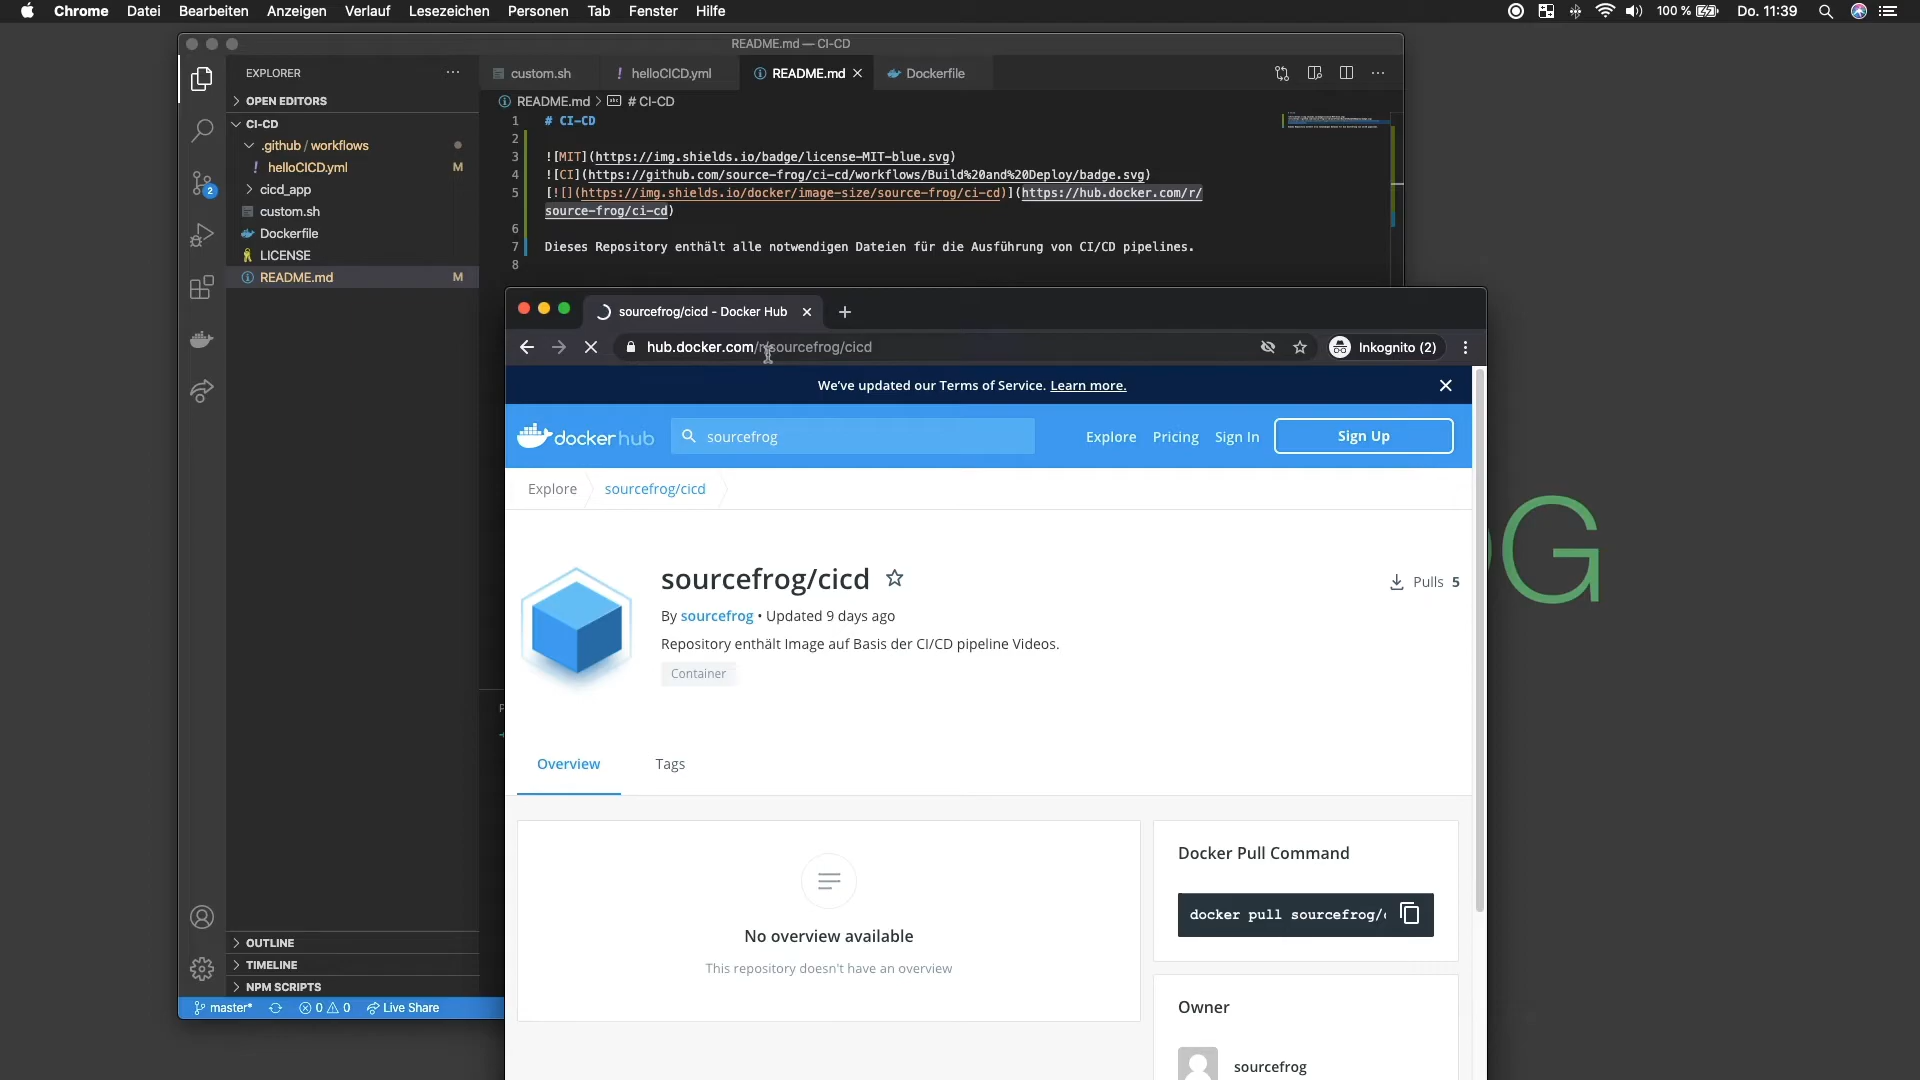 Chrome Datei Bearbeiten Anzeigen Verlauf Lesezeichen Personen Tab Fenster Hilfe 100 % Do. 11:39
README.md — CI-CD
EXPLORER
custom.sh helloCICD.yml README.md Dockerfile
OPEN EDITORS
README.md > # CI-CD
CI-CD
.github / workflows
helloCICD.yml M
cicd_app
custom.sh
Dockerfile
LICENSE
README.md M
2
1 # CI-CD
2
3 ![MIT](https://img.shields.io/badge/license-MIT-blue.svg)
4 ![CI](https://github.com/source-frog/ci-cd/workflows/Build%20and%20Deploy/badge.svg)
5 [![](https://img.shields.io/docker/image-size/source-frog/ci-cd)](https://hub.docker.com/r/
source-frog/ci-cd)
6
7 Dieses Repository enthält alle notwendigen Dateien für die Ausführung von CI/CD pipelines.
8
sourcefrog/cicd - Docker Hub
hub.docker.com/r/sourcefrog/cicd
Inkognito (2)
We've updated our Terms of Service. Learn more.
dockerhub
sourcefrog
Explore Pricing Sign In Sign Up
Explore sourcefrog/cicd
sourcefrog/cicd
Pulls 5
By sourcefrog • Updated 9 days ago
Repository enthält Image auf Basis der CI/CD pipeline Videos.
Container
Overview Tags
No overview available
This repository doesn't have an overview
Docker Pull Command
docker pull sourcefrog/
Owner
sourcefrog
OUTLINE
TIMELINE
NPM SCRIPTS
master* 0 0 Live Share
G